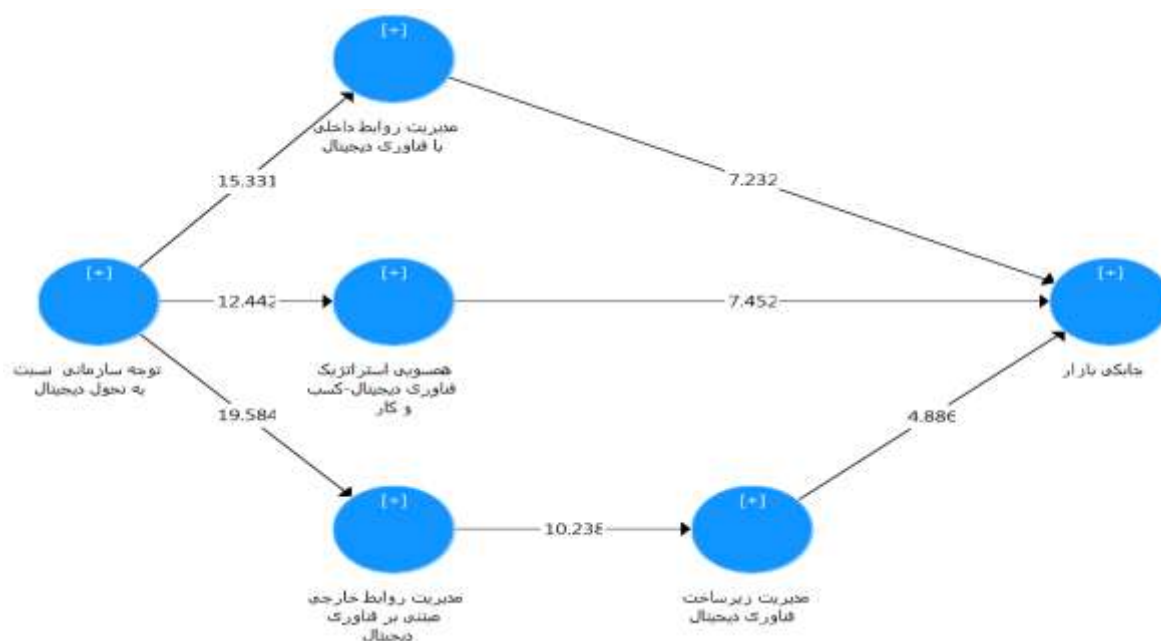 [+]
مدیریت روابط داخلی
با فناوری دیجیتال
15.331
7.232
[+]
توجه سازمانی نسبت
به تحول دیجیتال
12.442
[+]
همسویی استراتژیک
فناوری دیجیتال-کسب
و کار
7.452
[+]
چابکی بازار
19.584
4.886
[+]
مدیریت روابط خارجی
مبتنی بر فناوری
دیجیتال
10.238
[+]
مدیریت زیرساخت
فناوری دیجیتال